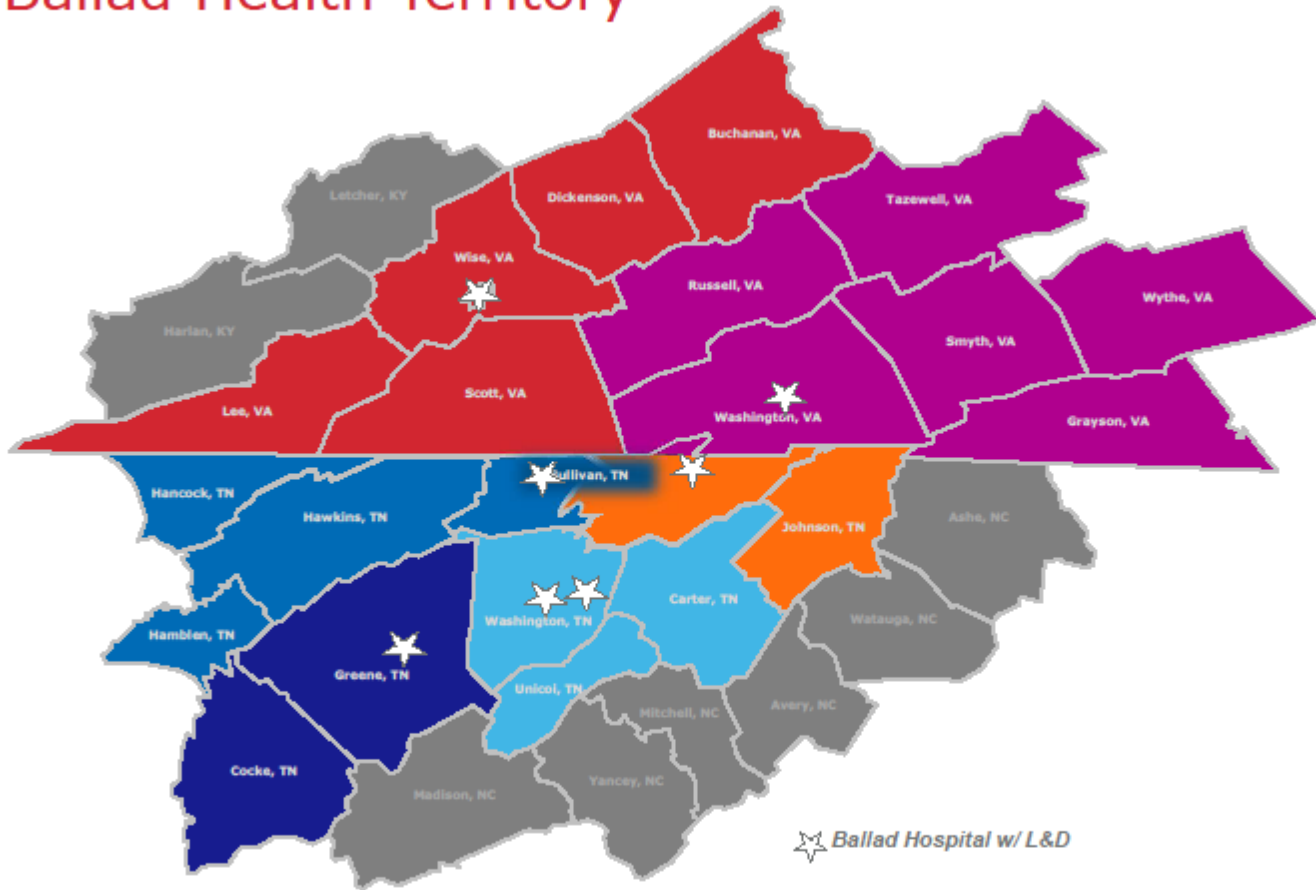 Ballad Health Territory
Buchanan, VA
Letcher, KY
Dickenson, VA
Tazewell, VA
Wise, VA
Russell, VA
Wythe, VA
Harlan, KY
Smyth, VA
Scott, VA
Lee, VA
Washington, VA
Grayson, VA
Sullivan, TN
Hancock, TN
Hawkins, TN
Johnson, TN
Ashe, NC
Carter, TN
Washington, TN
Watauga, NC
Hamblen, TN
Greene, TN
Unicoi, TN
Avery, NC
Mitchell, NC
Cocke, TN
Yancey, NC
Madison, NC
Ballad Hospital w/ L&D